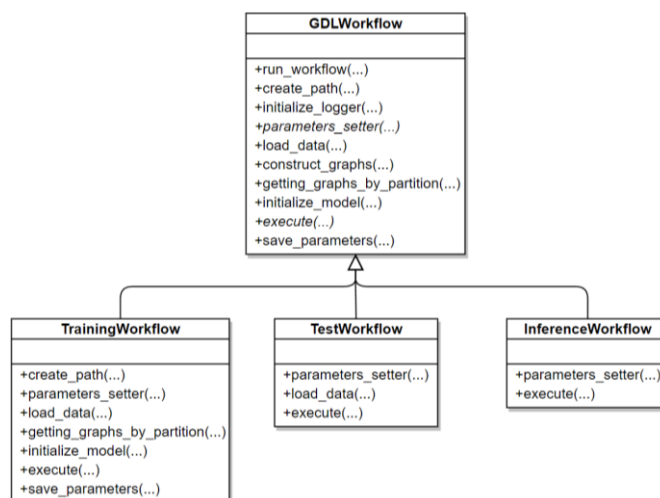 GDLWorkflow
+run_workflow(...)
+create_path(...)
+initialize_logger(...)
+parameters_setter(...)
+load_data(...)
+construct_graphs(...)
+getting_graphs_by_partition(...)
+initialize_model(...)
+execute(...)
+save_parameters(...)
TrainingWorkflow
+create_path(...)
+parameters_setter(...)
+load_data(...)
+getting_graphs_by_partition(...)
+initialize_model(...)
+execute(...)
+save_parameters(...)
TestWorkflow
+parameters_setter(...)
+load_data(...)
+execute(...)
InferenceWorkflow
+parameters_setter(...)
+execute(...)